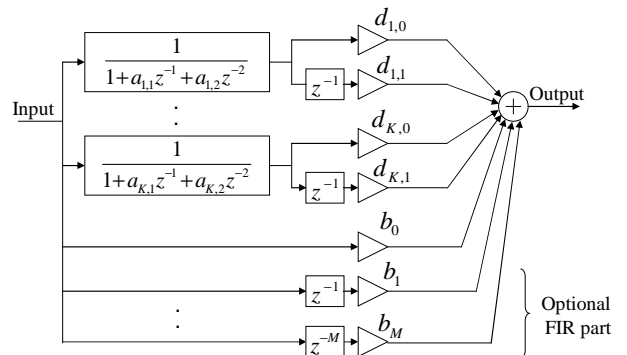 d_{1,0}
\frac{1}{1+a_{1,1}z^{-1}+a_{1,2}z^{-2}}
z^{-1}
d_{1,1}
Input
+
Output
d_{K,0}
\frac{1}{1+a_{K,1}z^{-1}+a_{K,2}z^{-2}}
z^{-1}
d_{K,1}
b_0
z^{-1}
b_1
Optional
FIR part
z^{-M}
b_M